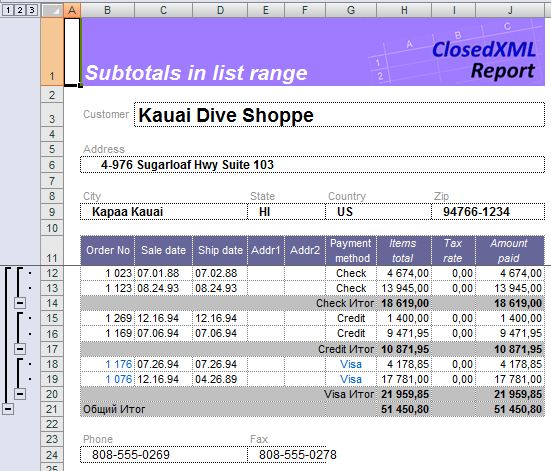 1 2 3 A B C D E F G H I J
1 Subtotals in list range ClosedXML Report A B C 1 2
2
3 Customer Kauai Dive Shoppe
4
5 Address
6 4-976 Sugarloaf Hwy Suite 103
7
8 City State Country Zip
9 Kapaa Kauai HI US 94766-1234
10
11 Order No Sale date Ship date Addr1 Addr2 Payment method Items total Tax rate Amount paid
12 1 023 07.01.88 07.02.88 Check 4 674,00 0,00 4 674,00
13 1 123 08.24.93 08.24.93 Check 13 945,00 0,00 13 945,00
14 Check Итог 18 619,00 18 619,00
15 1 269 12.16.94 12.16.94 Credit 1 400,00 0,00 1 400,00
16 1 169 07.06.94 07.06.94 Credit 9 471,95 0,00 9 471,95
17 Credit Итог 10 871,95 10 871,95
18 1 176 07.26.94 07.26.94 Visa 4 178,85 0,00 4 178,85
19 1 076 12.16.94 04.26.89 Visa 17 781,00 0,00 17 781,00
20 Visa Итог 21 959,85 21 959,85
21 Общий Итог 51 450,80 51 450,80
22
23 Phone Fax
24 808-555-0269 808-555-0278
25